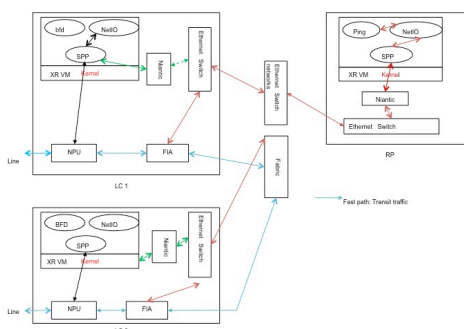 bfd
NetIO
SPP
XR VM Kernel
Niantic
Ethernet Switch
Line
NPU
FIA
LC 1
Ethernet Switch networks
Fabric
Ping
NetIO
SPP
XR VM Kernel
Niantic
Ethernet Switch
RP
Fast path: Transit traffic
BFD
NetIO
SPP
XR VM Kernel
Niantic
Ethernet Switch
Line
NPU
FIA